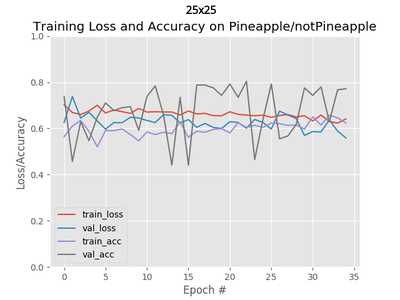 25x25
Training Loss and Accuracy on Pineapple/notPineapple
1.0
0.8
0.6
0.4
0.2
0.0
Loss/Accuracy
train_loss
val_loss
train_acc
val_acc
0 5 10 15 20 25 30 35
Epoch #